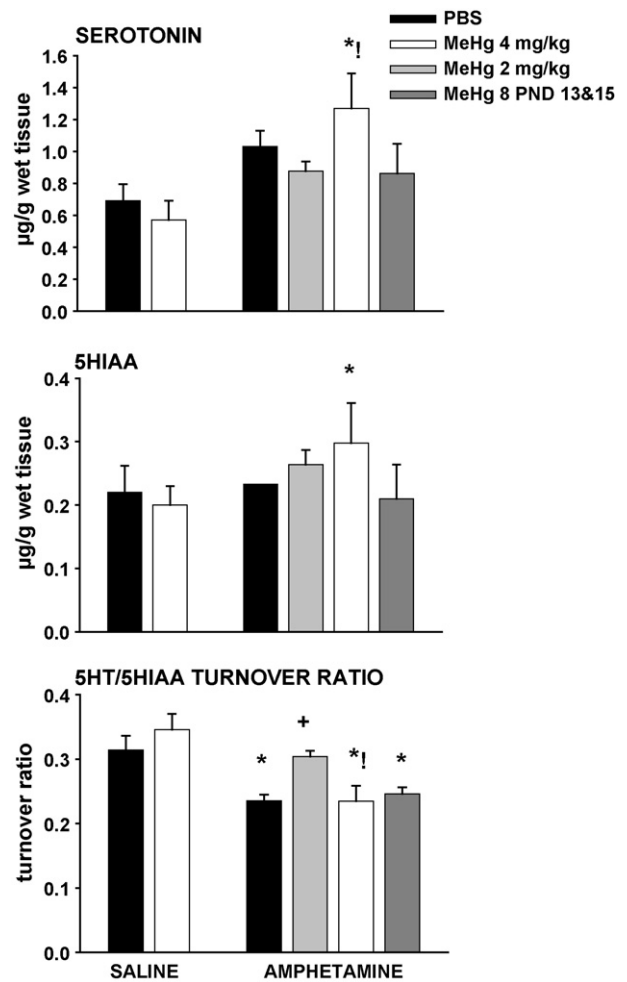 PBS
MeHg 4 mg/kg
MeHg 2 mg/kg
MeHg 8 PND 13&15
SEROTONIN
µg/g wet tissue
1.6
1.4
1.2
1.0
0.8
0.6
0.4
0.2
0.0
*!
5HIAA
µg/g wet tissue
0.4
0.3
0.2
0.1
0.0
*
5HT/5HIAA TURNOVER RATIO
turnover ratio
0.4
0.3
0.2
0.1
0.0
* + *! *
SALINE AMPHETAMINE